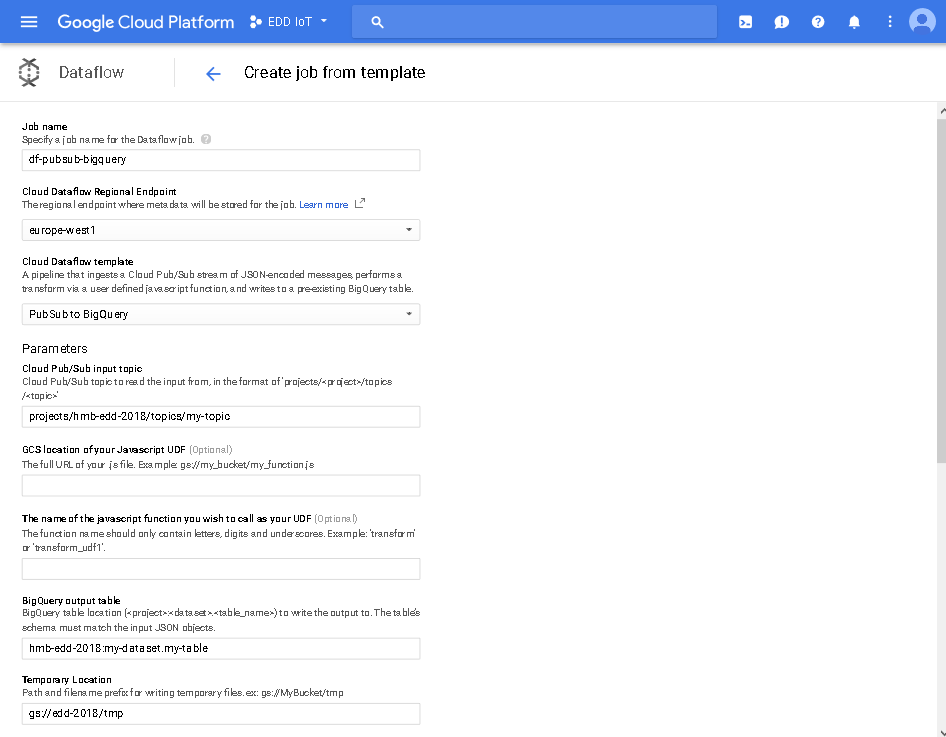 Google Cloud Platform EDD IoT
Dataflow Create job from template
Job name
Specify a job name for the Dataflow job.
df-pubsub-bigquery
Cloud Dataflow Regional Endpoint
The regional endpoint where metadata will be stored for the job. Learn more
europe-west1
Cloud Dataflow template
A pipeline that ingests a Cloud Pub/Sub stream of JSON-encoded messages, performs a
transform via a user defined javascript function, and writes to a pre-existing BigQuery table.
PubSub to BigQuery
Parameters
Cloud Pub/Sub input topic
Cloud Pub/Sub topic to read the input from, in the format of 'projects/<project>/topics
/<topic>'
projects/hmb-edd-2018/topics/my-topic
GCS location of your Javascript UDF (Optional)
The full URL of your .js file. Example: gs://my_bucket/my_function.js
The name of the javascript function you wish to call as your UDF (Optional)
The function name should only contain letters, digits and underscores. Example: 'transform'
or 'transform_udf1'.
BigQuery output table
BigQuery table location (<project>:<dataset>.<table_name>) to write the output to. The table's
schema must match the input JSON objects.
hmb-edd-2018:my-dataset.my-table
Temporary Location
Path and filename prefix for writing temporary files. ex: gs://MyBucket/tmp
gs://edd-2018/tmp